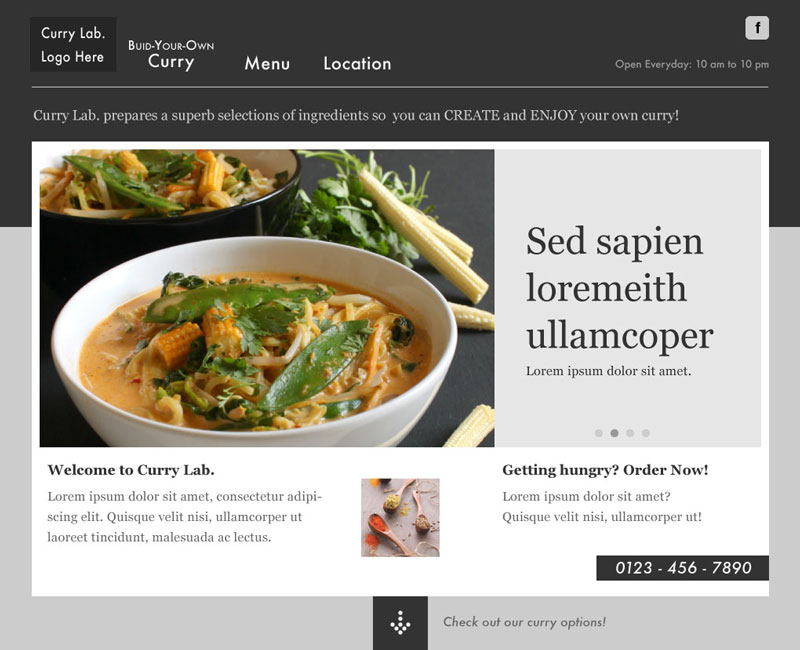 Curry Lab.
Logo Here
Buid-Your-Own
Curry
Menu
Location
f
Open Everyday: 10 am to 10 pm
Curry Lab. prepares a superb selections of ingredients so you can CREATE and ENJOY your own curry!
Sed sapien
loremeith
ullamcoper
Lorem ipsum dolor sit amet.
Welcome to Curry Lab.
Lorem ipsum dolor sit amet, consectetur adipi-
scing elit. Quisque velit nisi, ullamcorper ut
laoreet tincidunt, malesuada ac lectus.
Getting hungry? Order Now!
Lorem ipsum dolor sit amet?
Quisque velit nisi, ullamcorper ut!
0123 - 456 - 7890
Check out our curry options!